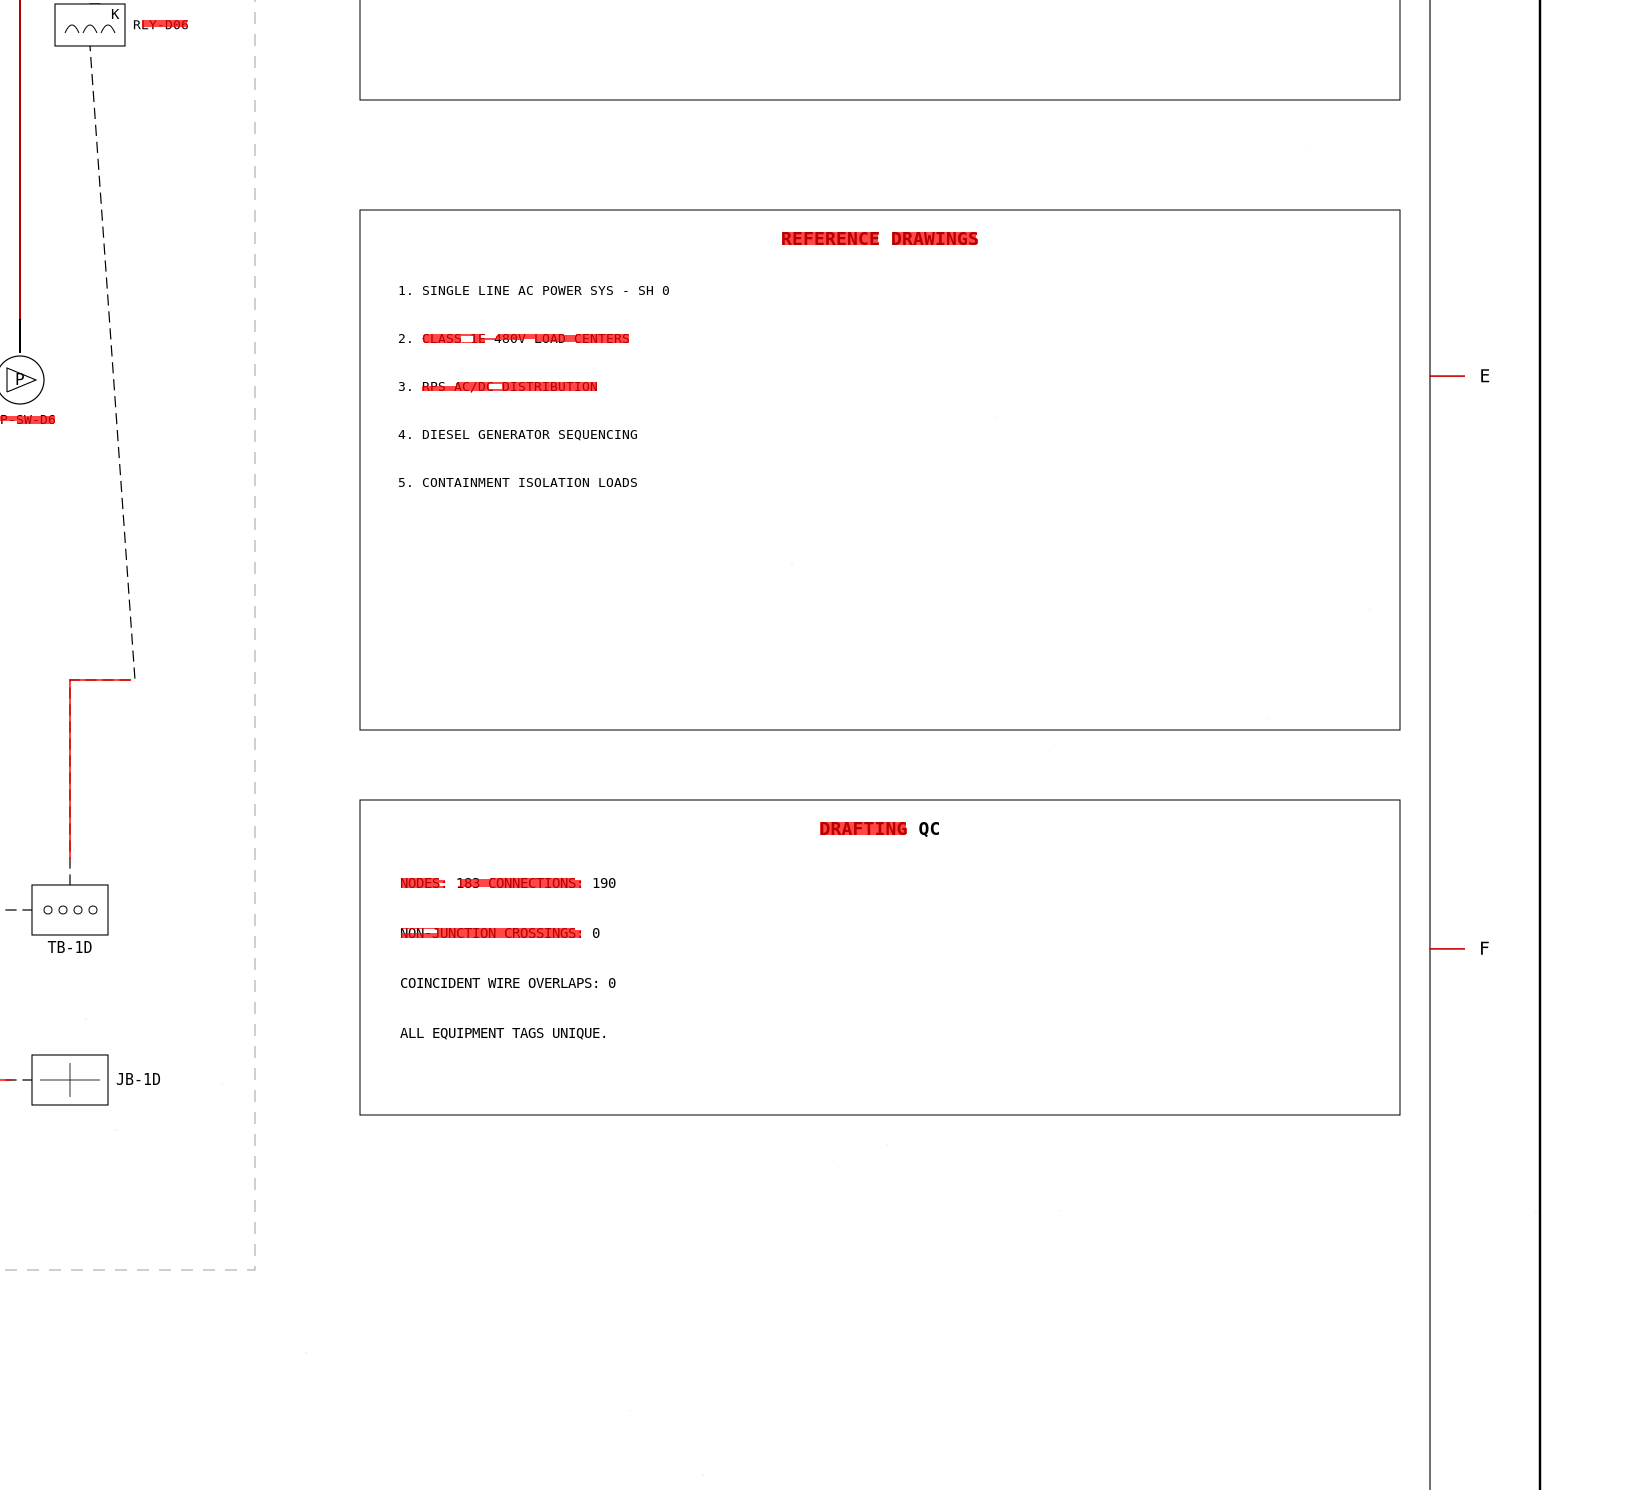 K
RLY-D06
REFERENCE DRAWINGS
1. SINGLE LINE AC POWER SYS - SH 0
2. CLASS 1E 480V LOAD CENTERS
3. RPS AC/DC DISTRIBUTION
4. DIESEL GENERATOR SEQUENCING
5. CONTAINMENT ISOLATION LOADS
E
P
P-SW-D6
DRAFTING QC
NODES: 183 CONNECTIONS: 190
NON-JUNCTION CROSSINGS: 0
COINCIDENT WIRE OVERLAPS: 0
ALL EQUIPMENT TAGS UNIQUE.
TB-1D
F
JB-1D